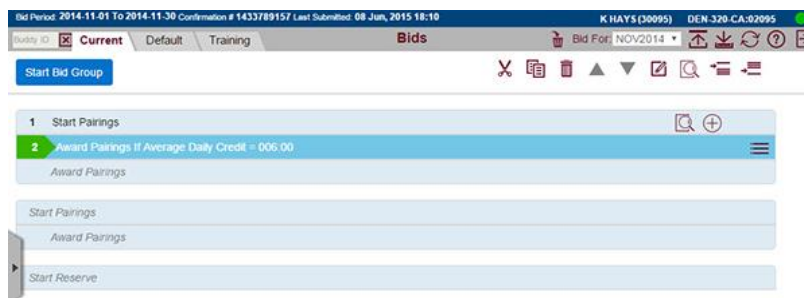 Bid Period: 2014-11-01 To 2014-11-30 Confirmation # 1433789157 Last Submitted: 08 Jun, 2015 18:10 K HAYS (30095) DEN-320-CA:02095
Buddy ID Current Default Training Bids Bid For: NOV2014
Start Bid Group
1 Start Pairings
2 Award Pairings If Average Daily Credit = 006:00
Award Pairings
Start Pairings
Award Pairings
Start Reserve